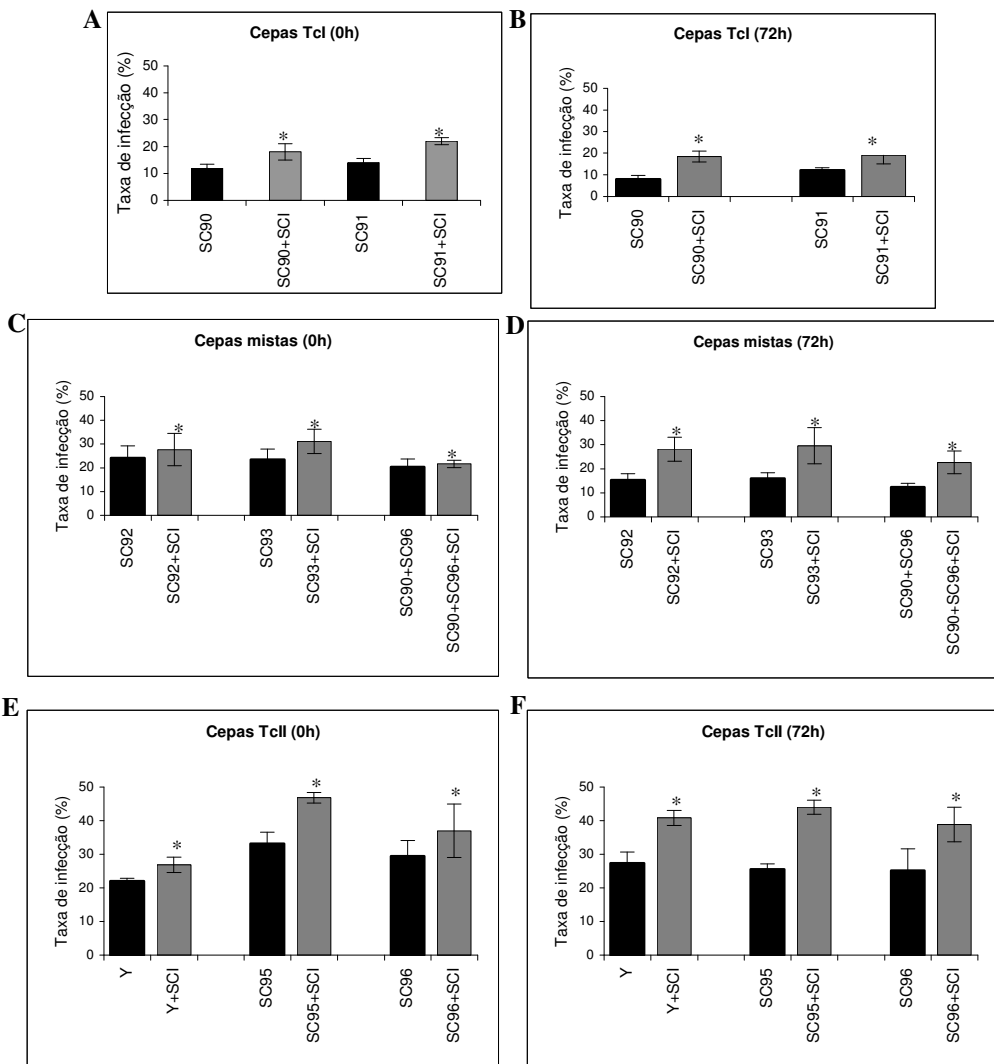 A
Cepas TcI (0h)
Taxa de infecção (%)
50
40
30
20
10
0
*
*
SC90
SC90+SCI
SC91
SC91+SCI
B
Cepas TcI (72h)
Taxa de infecção (%)
50
40
30
20
10
0
*
*
SC90
SC90+SCI
SC91
SC91+SCI
C
Cepas mistas (0h)
Taxa de infecção (%)
50
40
30
20
10
0
*
*
*
SC92
SC92+SCI
SC93
SC93+SCI
SC90+SC96
SC90+SC96+SCI
D
Cepas mistas (72h)
Taxa de infecção (%)
50
40
30
20
10
0
*
*
*
SC92
SC92+SCI
SC93
SC93+SCI
SC90+SC96
SC90+SC96+SCI
E
Cepas TcII (0h)
Taxa de infecção (%)
50
40
30
20
10
0
*
*
*
Y
Y+SCI
SC95
SC95+SCI
SC96
SC96+SCI
F
Cepas TcII (72h)
Taxa de infecção (%)
50
40
30
20
10
0
*
*
*
Y
Y+SCI
SC95
SC95+SCI
SC96
SC96+SCI